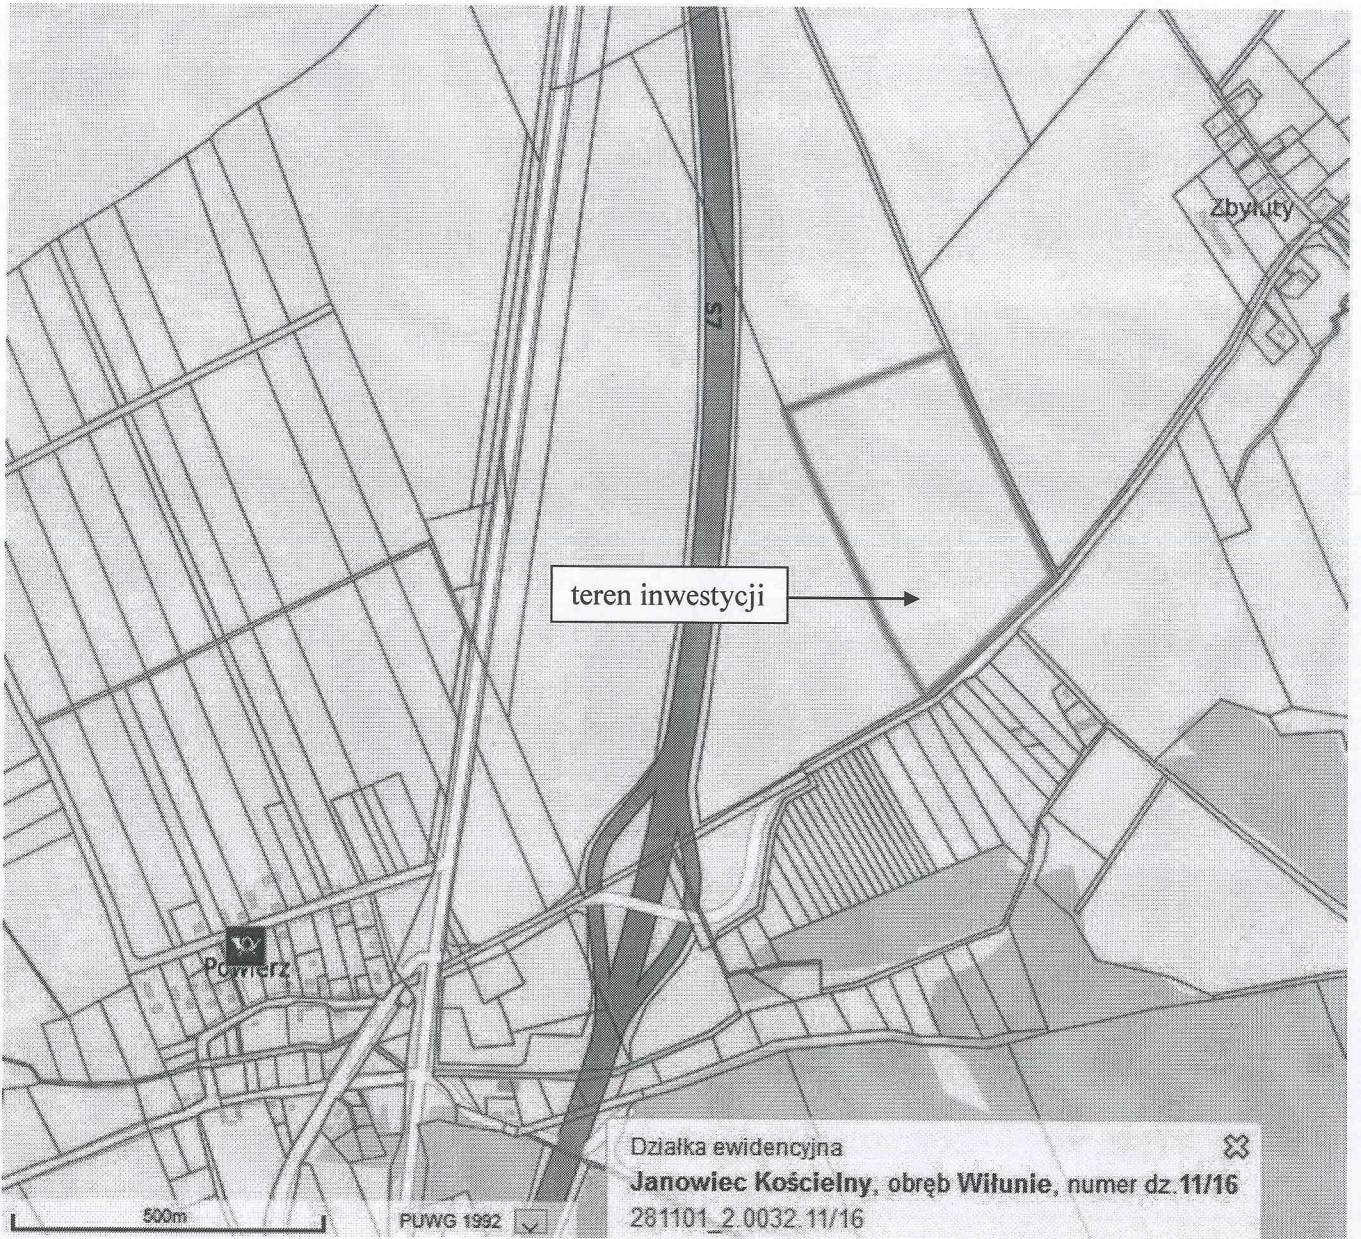 Zbyluty
S7
teren inwestycji
Powierz
Działka ewidencyjna
Janowiec Kościelny, obręb Wiłunie, numer dz.11/16
281101_2.0032.11/16
500m
PUWG 1992